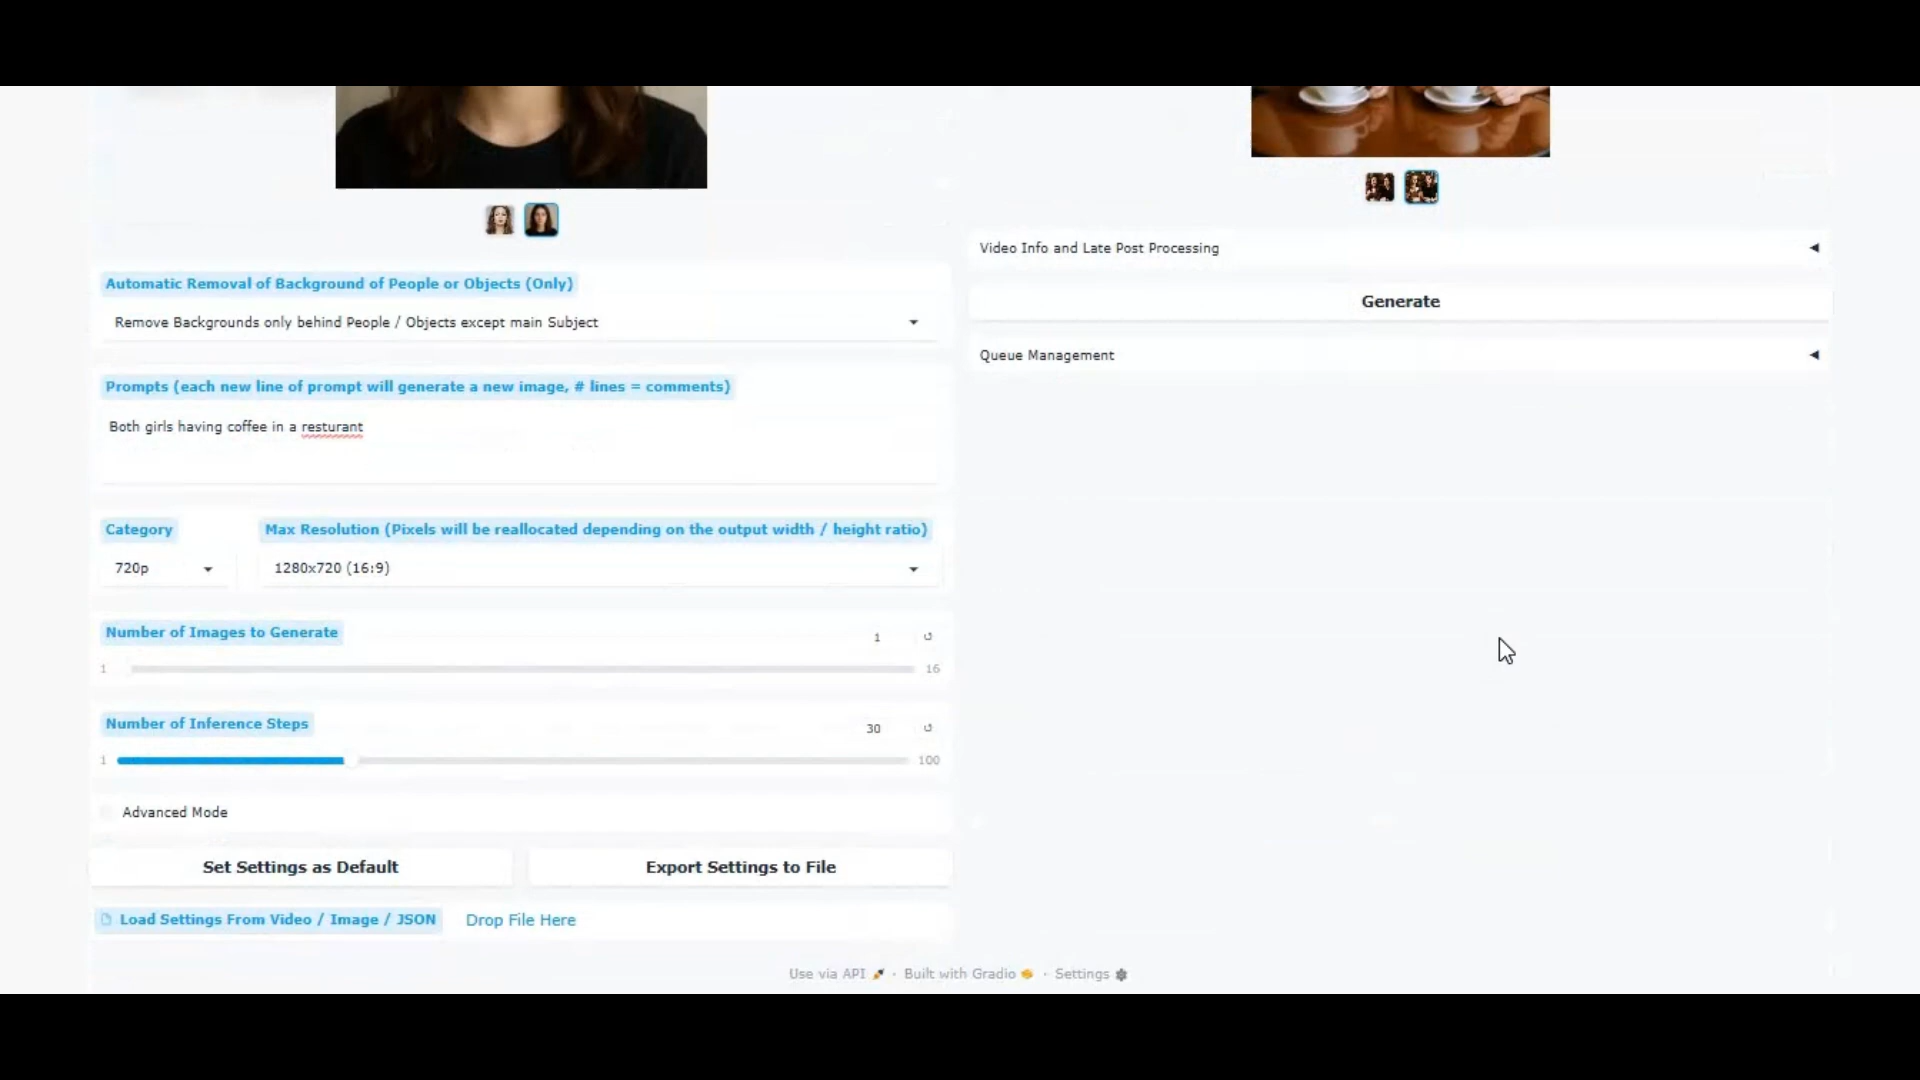 Automatic Removal of Background of People or Objects (Only)
Remove Backgrounds only behind People / Objects except main Subject
Prompts (each new line of prompt will generate a new image, # lines = comments)
Both girls having coffee in a resturant
Category
Max Resolution (Pixels will be reallocated depending on the output width / height ratio)
720p
1280x720 (16:9)
Number of Images to Generate
1
1
16
Number of Inference Steps
30
1
100
Advanced Mode
Set Settings as Default
Export Settings to File
Load Settings From Video / Image / JSON
Drop File Here
Video Info and Late Post Processing
Generate
Queue Management
Use via API · Built with Gradio · Settings